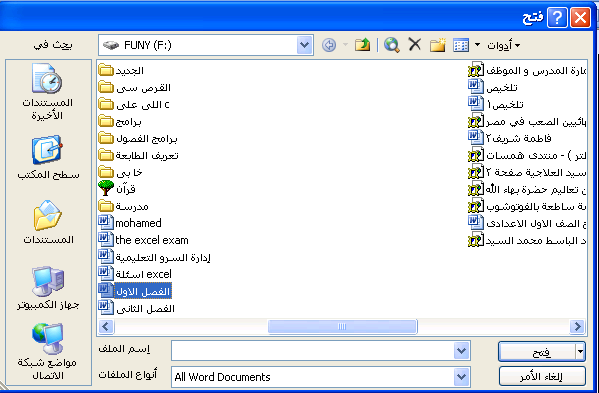 فتح
بحث في
FUNY (F:)
أدوات
المستندات الأخيرة
سطح المكتب
المستندات
جهاز الكمبيوتر
مواضع شبكة الاتصال
الجديد
القرص سى
c اللى على
برامج
برامج الفصول
تعريف الطابعة
خا بى
قرآن
مدرسة
mohamed
the excel exam
إدارة السرو التعليمية
اسئلة excel
الفصل الاول
الفصل الثانى
مارة المدرس و الموظف
تلخيص
تلخيص١
هائيين الصعب في مصر
فاطمة شريف٢
لتر ) - منتدى همسات
سيد العلاجية صفحة ٢
ن تعاليم حضرة بهاء الله
ة ساطعة بالفوتوشوب
ع الصف الاول الاعدادى
د الباسط محمد السيد
إسم الملف
فتح
أنواع الملفات
All Word Documents
إلغاء الأمر